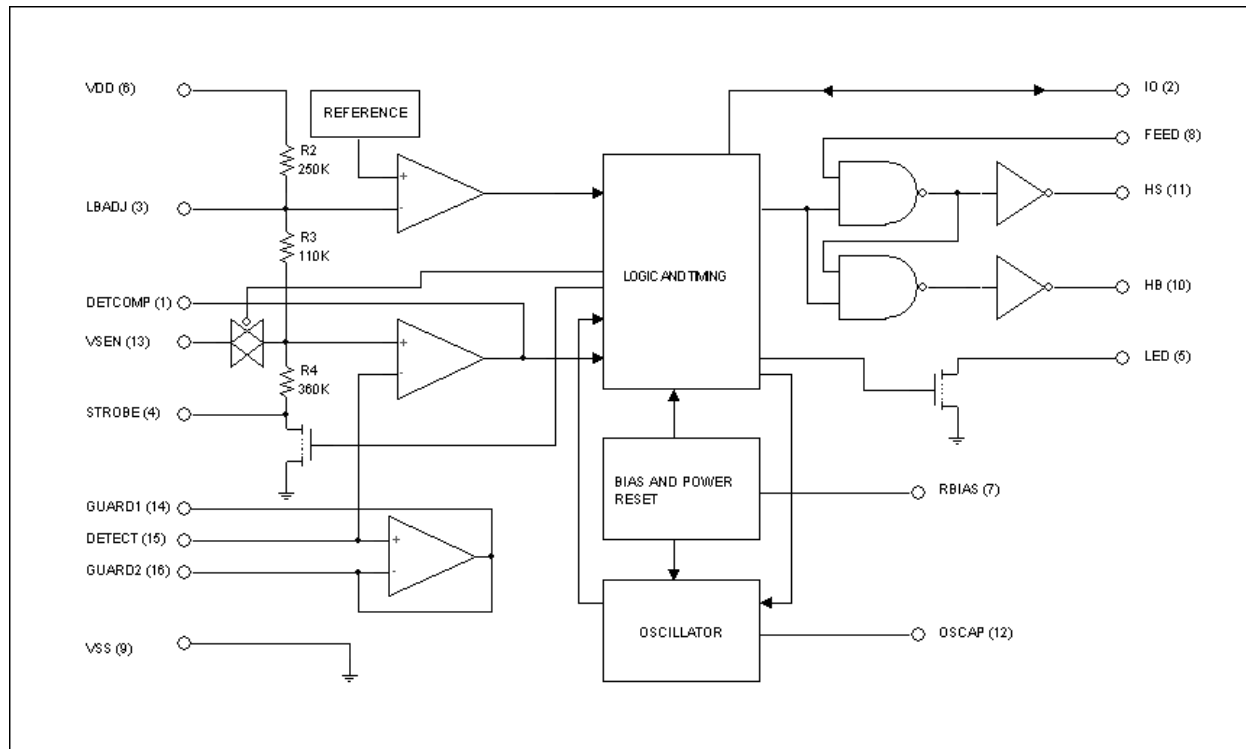 VDD (6)
IO (2)
REFERENCE
FEED (8)
R2
250K
+
HS (11)
LBADJ (3)
-
R3
110K
LOGIC AND TIMING
DETCOMP (1)
HB (10)
VSEN (13)
+
LED (5)
R4
360K
-
STROBE (4)
BIAS AND POWER
RESET
RBIAS (7)
GUARD1 (14)
DETECT (15)
+
GUARD2 (16)
-
OSCILLATOR
OSCAP (12)
VSS (9)